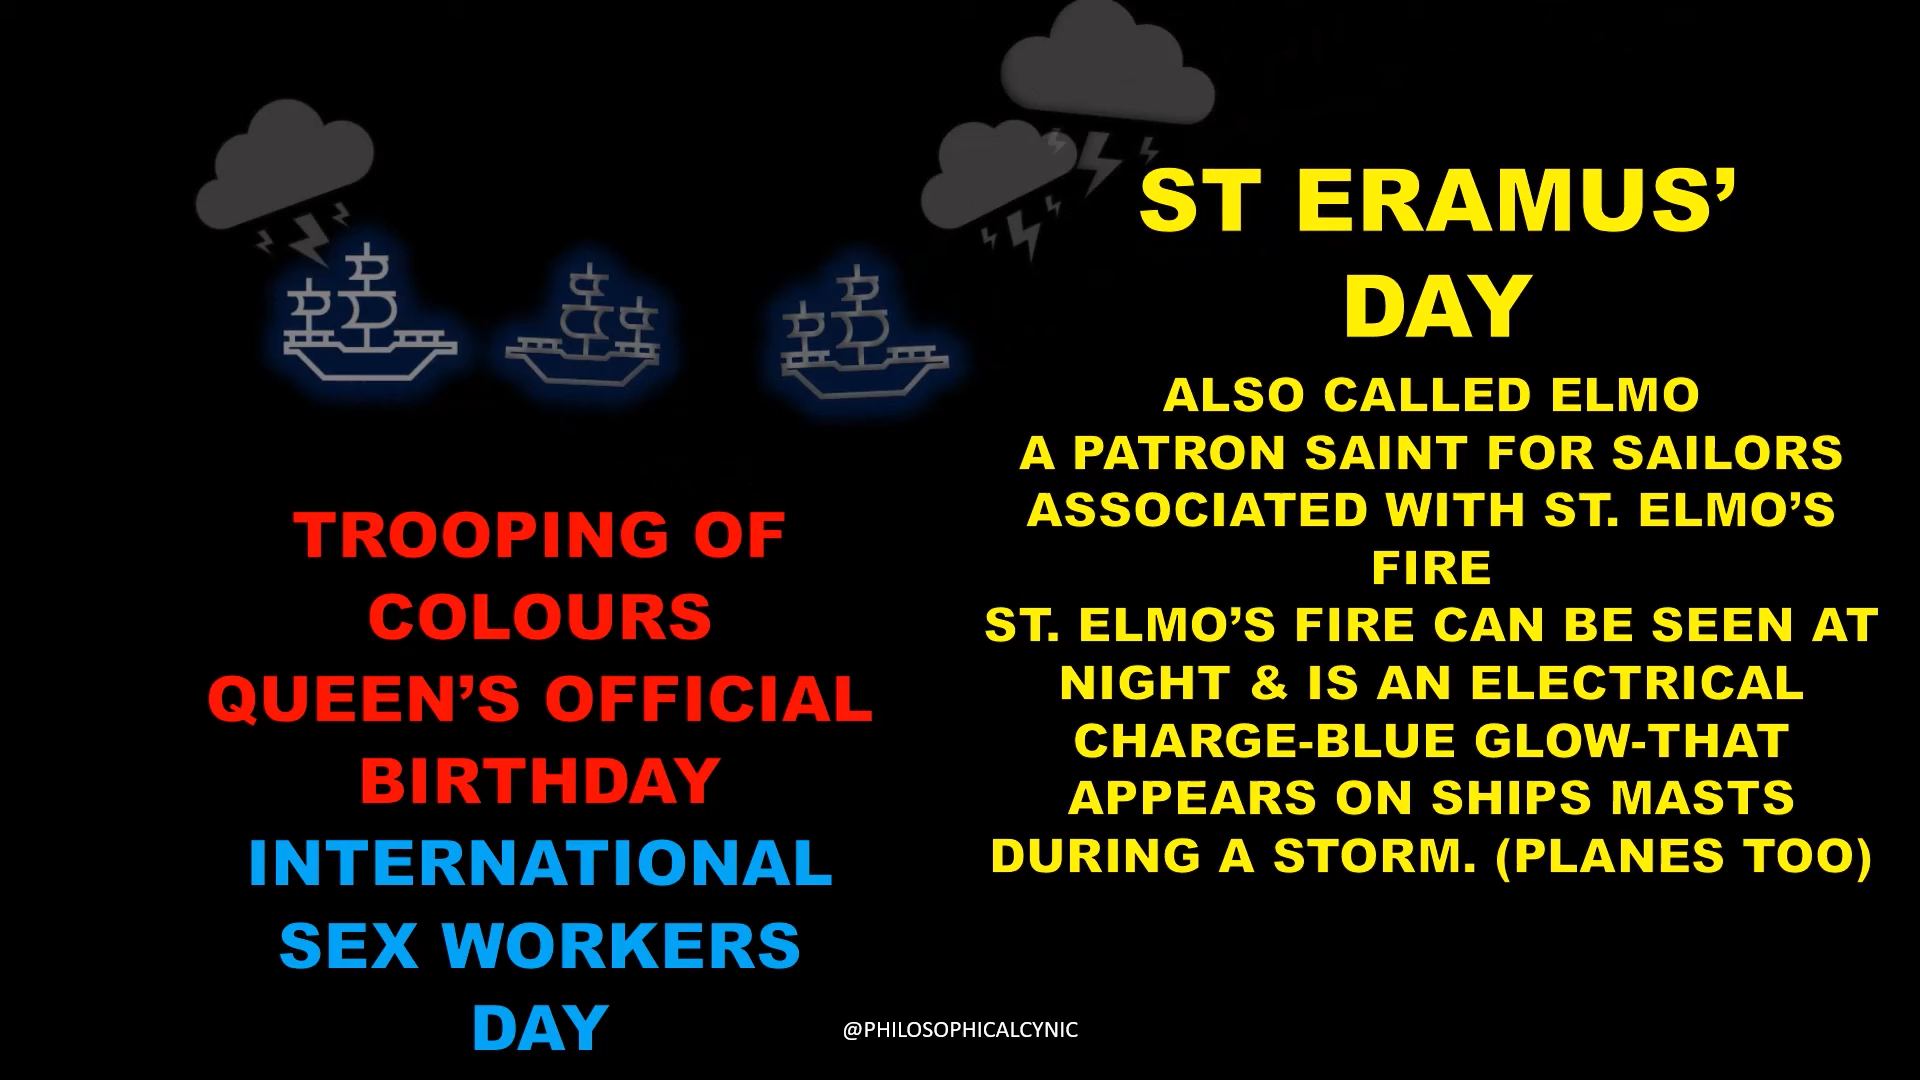 ST ERAMUS’
DAY
ALSO CALLED ELMO
A PATRON SAINT FOR SAILORS
ASSOCIATED WITH ST. ELMO’S
FIRE
ST. ELMO’S FIRE CAN BE SEEN AT
NIGHT & IS AN ELECTRICAL
CHARGE-BLUE GLOW-THAT
APPEARS ON SHIPS MASTS
DURING A STORM. (PLANES TOO)
TROOPING OF
COLOURS
QUEEN’S OFFICIAL
BIRTHDAY
INTERNATIONAL
SEX WORKERS
DAY
@PHILOSOPHICALCYNIC